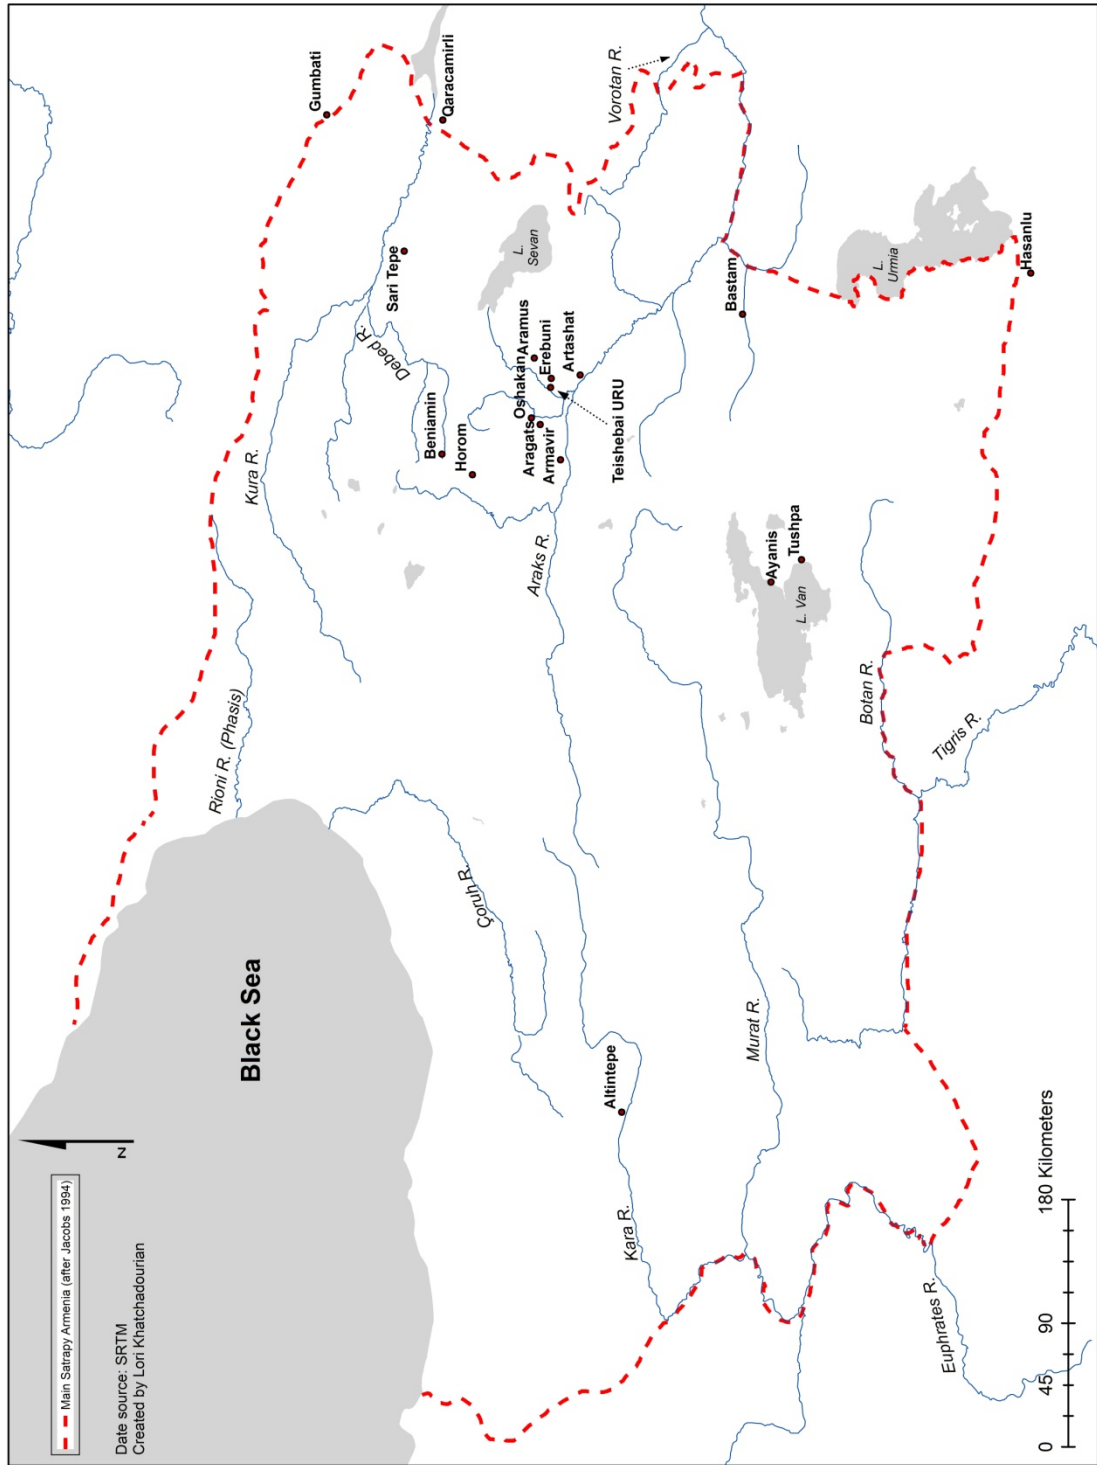 Main Satrapy Armenia (after Jacobs 1994)
Date source: SRTM
Created by Lori Khatchadourian
N
Black Sea
Rioni R. (Phasis)
Kura R.
Gumbati
Qaracamirli
Sari Tepe
Debed R.
Beniamin
Horom
L.
Sevan
Vorotan R.
Aragats
Oshakan
Aramus
Armavir
Erebuni
Artashat
Teishebai URU
Araks R.
Çoruh R.
Altintepe
Kara R.
Murat R.
Bastam
Ayanis
Tushpa
L. Van
L.
Urmia
Hasanlu
Botan R.
Tigris R.
Euphrates R.
0 45 90 180 Kilometers